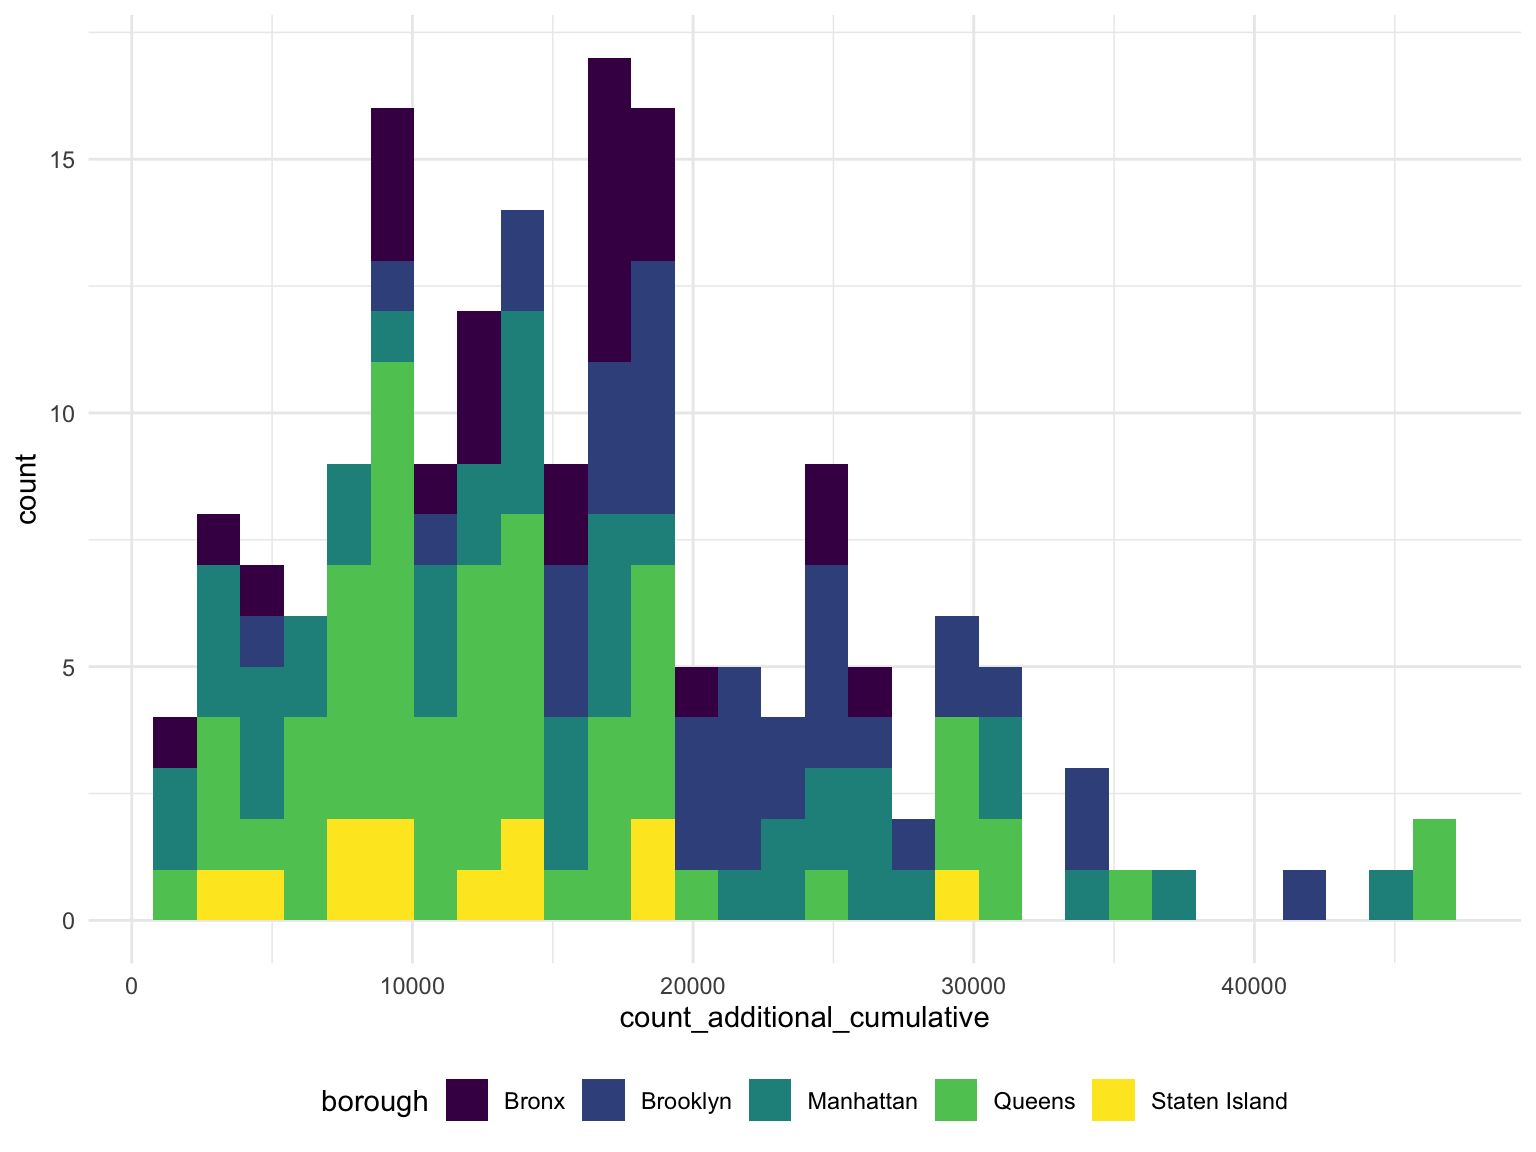 15
10
5
0
count
0 10000 20000 30000 40000
count_additional_cumulative
borough Bronx Brooklyn Manhattan Queens Staten Island